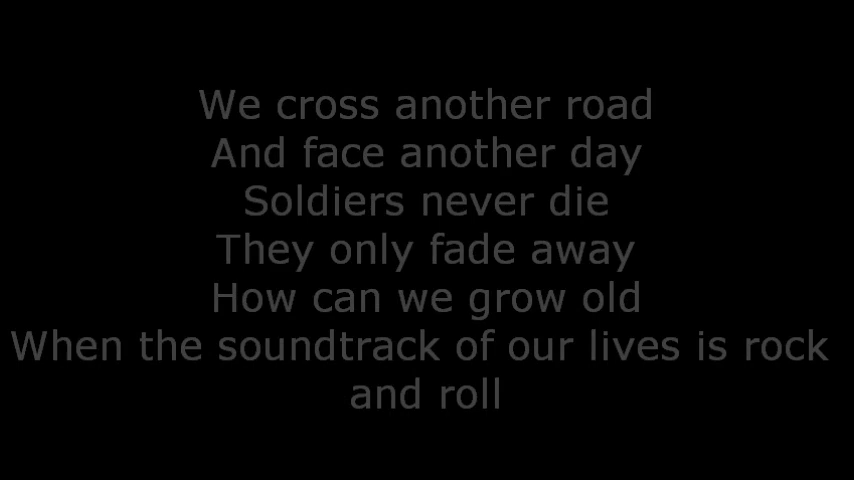 We cross another road
And face another day
Soldiers never die
They only fade away
How can we grow old
When the soundtrack of our lives is rock
and roll